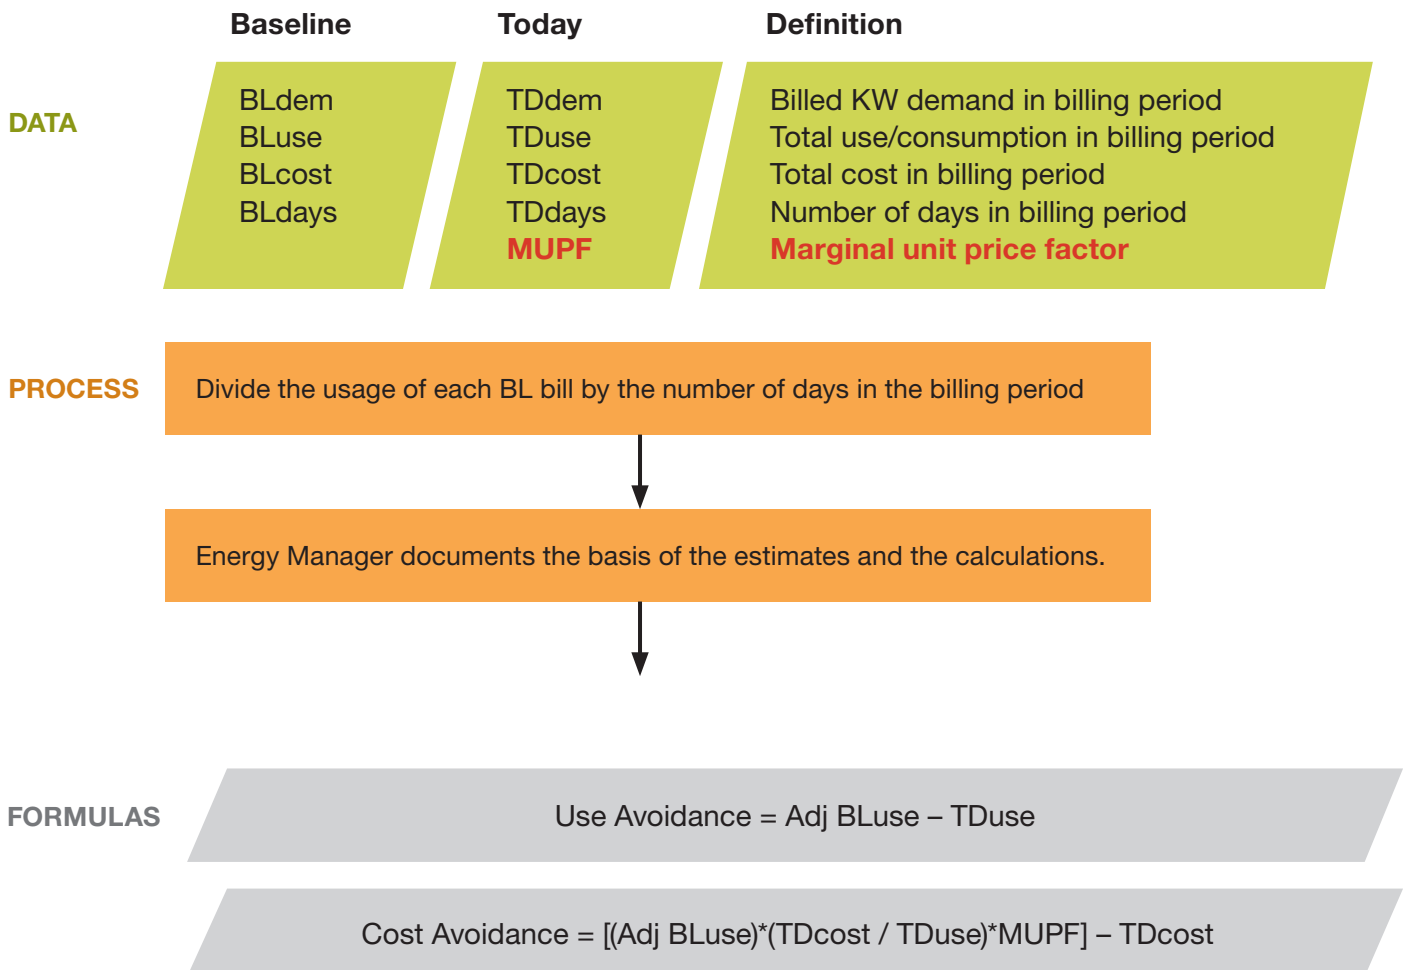 Baseline Today Definition
DATA
BLdem TDdem Billed KW demand in billing period
BLuse TDuse Total use/consumption in billing period
BLcost TDcost Total cost in billing period
BLdays TDdays Number of days in billing period
MUPF Marginal unit price factor
PROCESS
Divide the usage of each BL bill by the number of days in the billing period
Energy Manager documents the basis of the estimates and the calculations.
FORMULAS
Use Avoidance = Adj BLuse – TDuse
Cost Avoidance = [(Adj BLuse)*(TDcost / TDuse)*MUPF] – TDcost